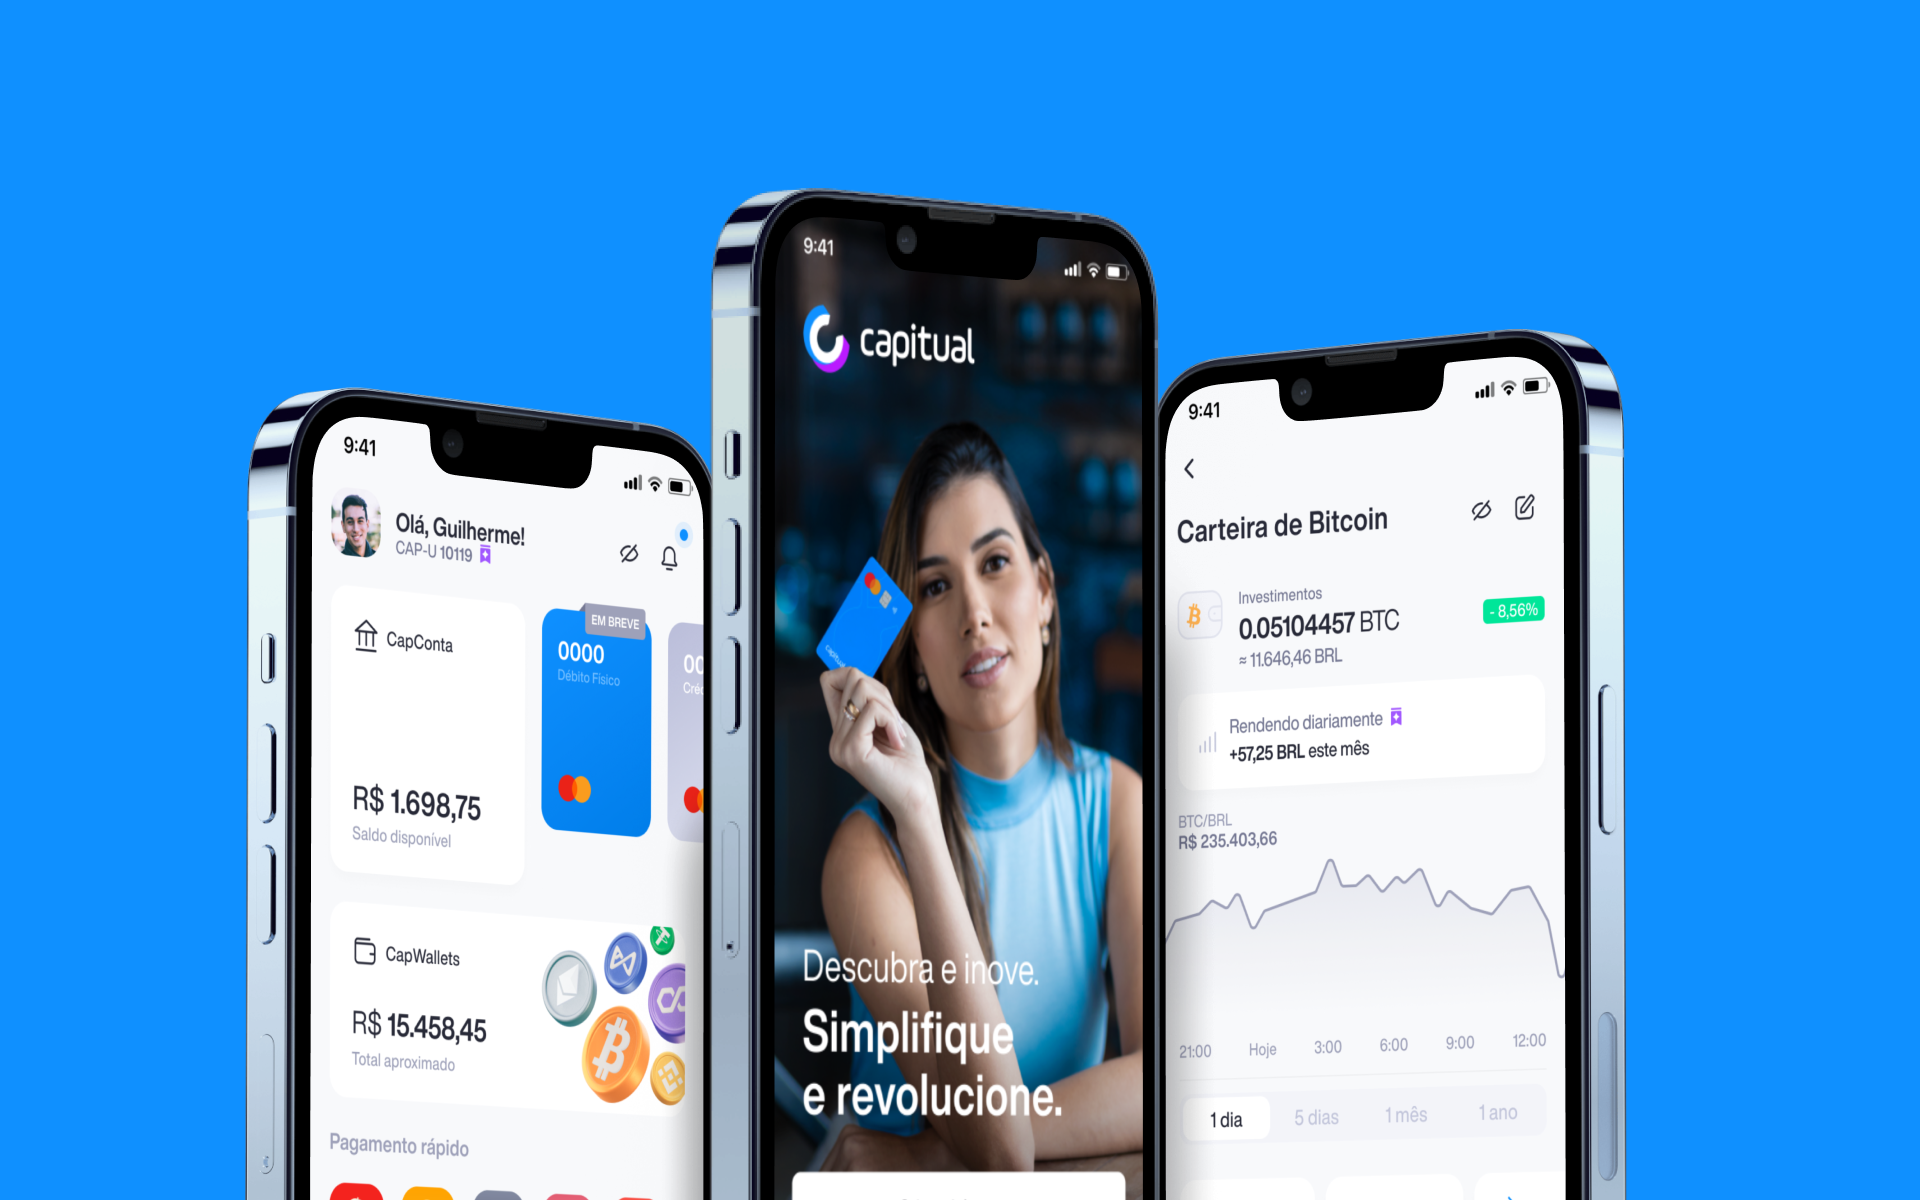 9:41
Olá, Guilherme!
CAP-U 10119
CapConta
R$ 1.698,75
Saldo disponível
EM BREVE
0000
Débito Físico
CapWallets
R$ 15.458,45
Total aproximado
Pagamento rápido
9:41
capitual
capitual
Descubra e inove.
Simplifique
e revolucione.
9:41
Carteira de Bitcoin
Investimentos
0.05104457 BTC
≈ 11.646,46 BRL
- 8,56%
Rendendo diariamente
+57,25 BRL este mês
BTC/BRL
R$ 235.403,66
21:00 Hoje 3:00 6:00 9:00 12:00
1 dia 5 dias 1 mês 1 ano